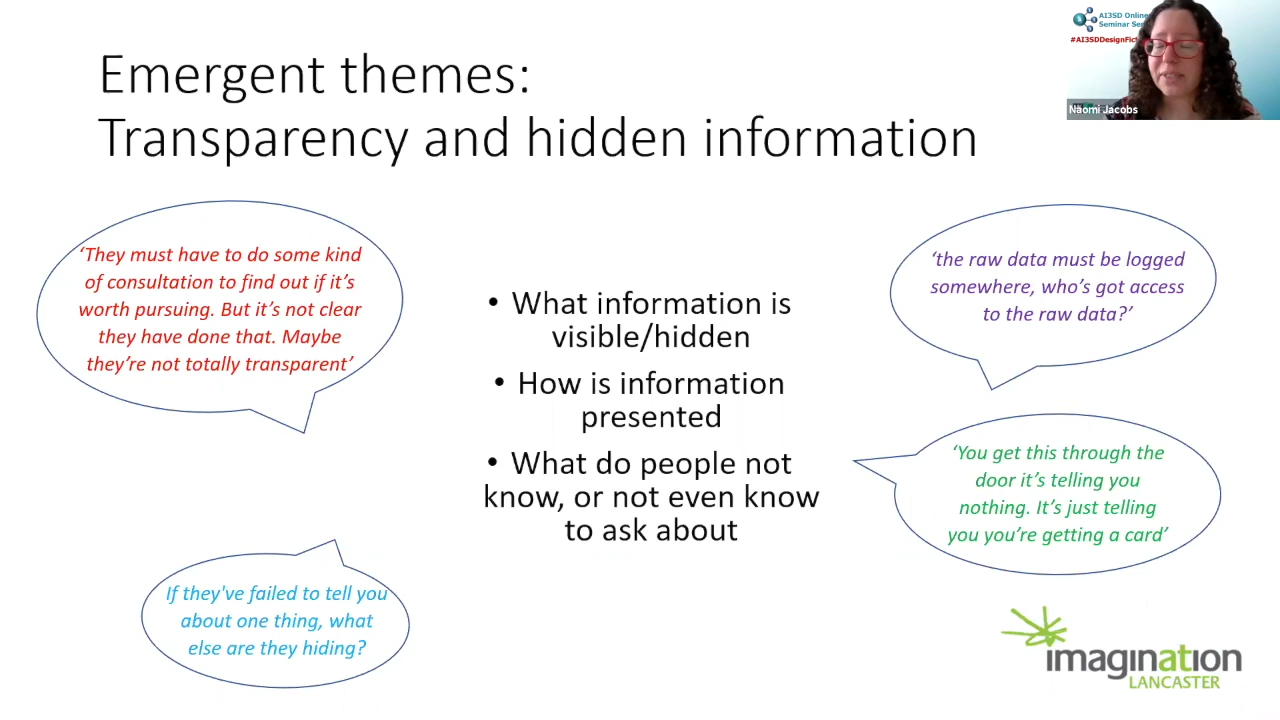 Emergent themes:
Transparency and hidden information
AI3SD Online
Seminar Se
#AI3SDDesignFict
Naomi Jacobs
‘They must have to do some kind
of consultation to find out if it’s
worth pursuing. But it’s not clear
they have done that. Maybe
they’re not totally transparent’
• What information is
visible/hidden
• How is information
presented
• What do people not
know, or not even know
to ask about
‘the raw data must be logged
somewhere, who’s got access
to the raw data?’
‘You get this through the
door it’s telling you
nothing. It’s just telling
you you’re getting a card’
If they've failed to tell you
about one thing, what
else are they hiding?
imagination
LANCASTER